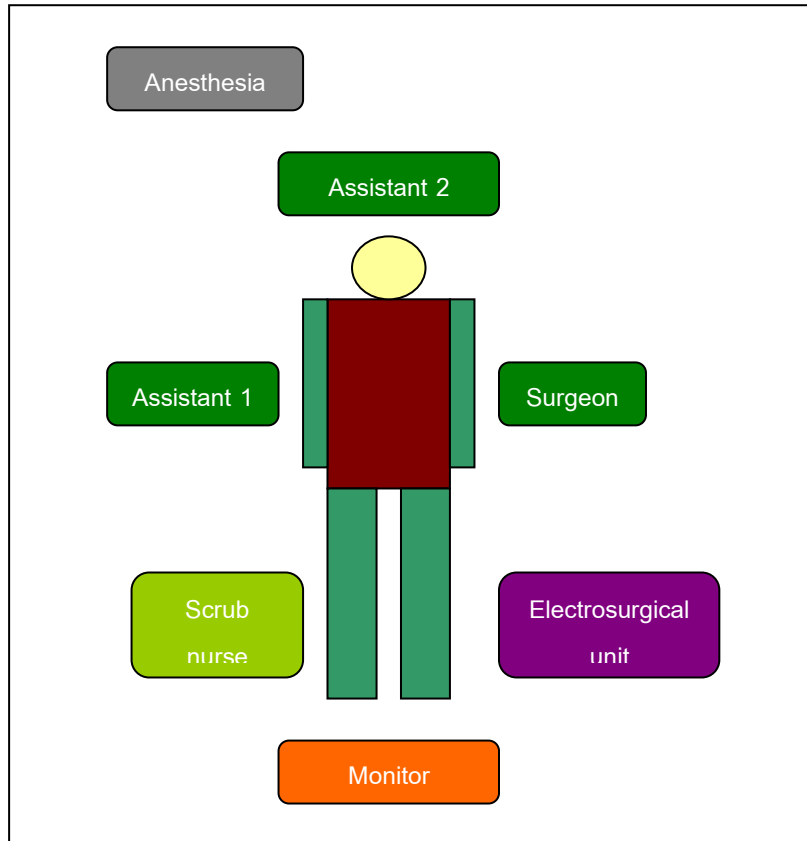 Anesthesia
Assistant 2
Assistant 1
Surgeon
Scrub
nurse
Electrosurgical
unit
Monitor